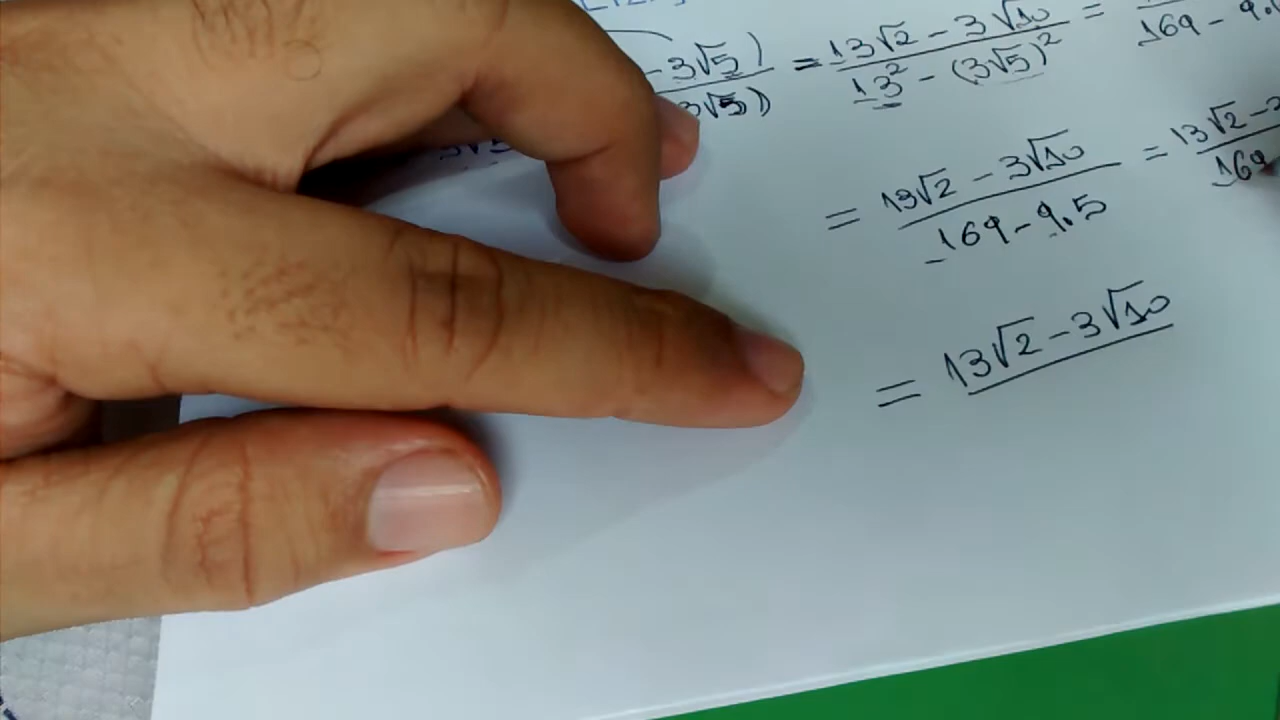 -3√5) = 13√2 - 3√10 / 13² - (3√5)² = 169 - 9.
3√5)
= 13√2 - 3√10 / 169 - 9.5 = 13√2 - / 169
= 13√2 - 3√10